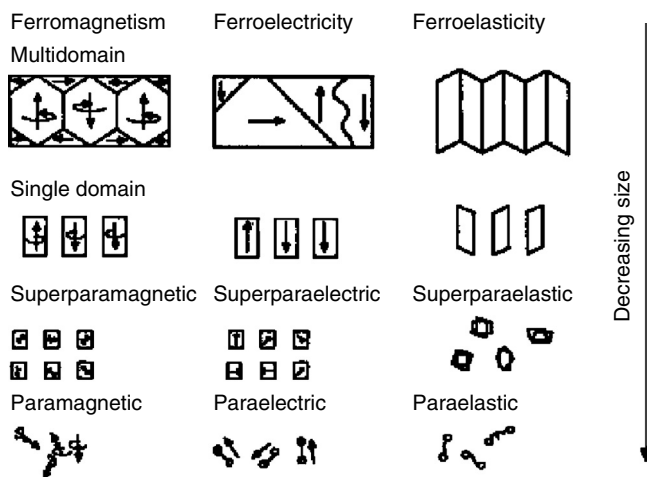 Ferromagnetism Ferroelectricity Ferroelasticity
Multidomain
Single domain
Superparamagnetic Superparaelectric Superparaelastic
Paramagnetic Paraelectric Paraelastic
Decreasing size